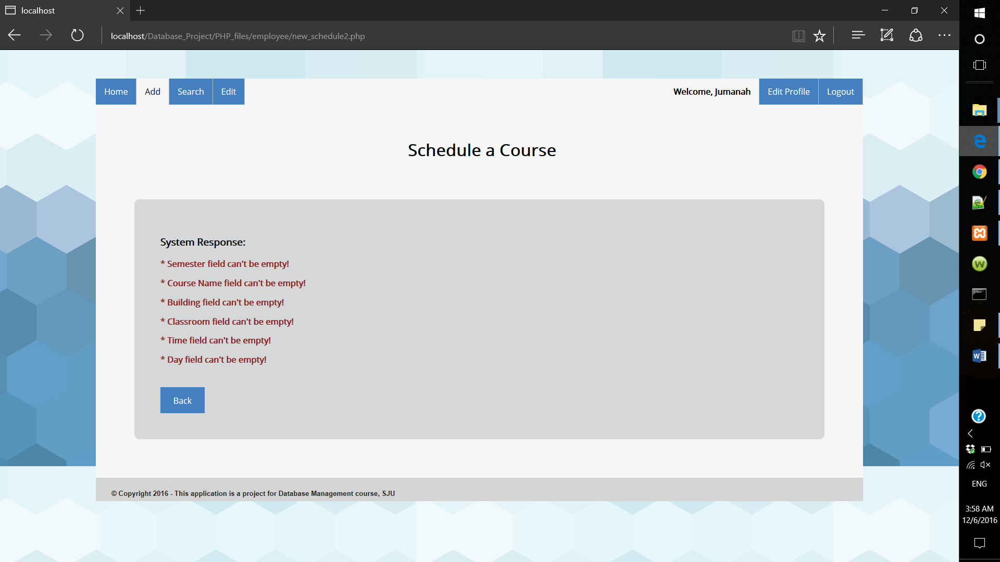 localhost
localhost/Database_Project/PHP_files/employee/new_schedule2.php
Home Add Search Edit Welcome, Jumanah Edit Profile Logout
Schedule a Course
System Response:
* Semester field can't be empty!
* Course Name field can't be empty!
* Building field can't be empty!
* Classroom field can't be empty!
* Time field can't be empty!
* Day field can't be empty!
Back
© Copyright 2016 - This application is a project for Database Management course, SJU
ENG
3:58 AM
12/6/2016